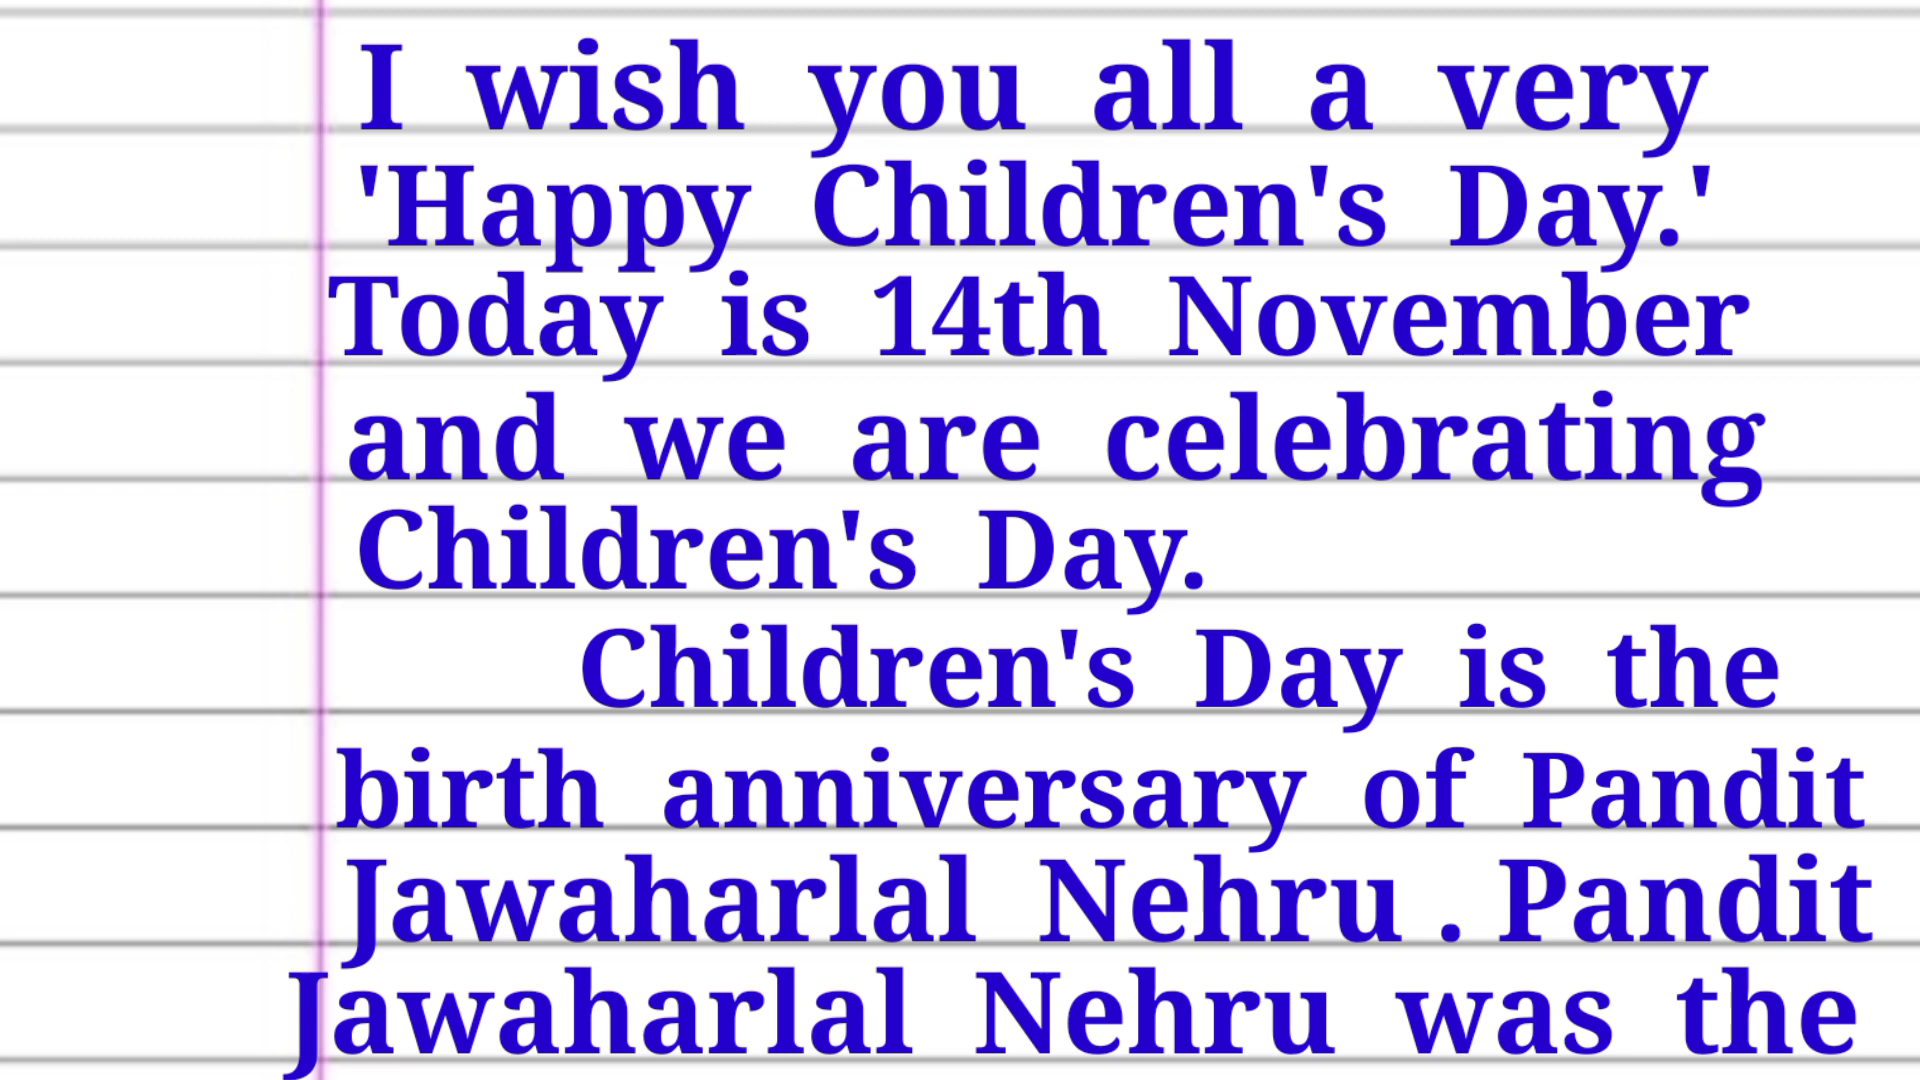 I wish you all a very
'Happy Children's Day.'
Today is 14th November
and we are celebrating
Children's Day.
Children's Day is the
birth anniversary of Pandit
Jawaharlal Nehru . Pandit
Jawaharlal Nehru was the